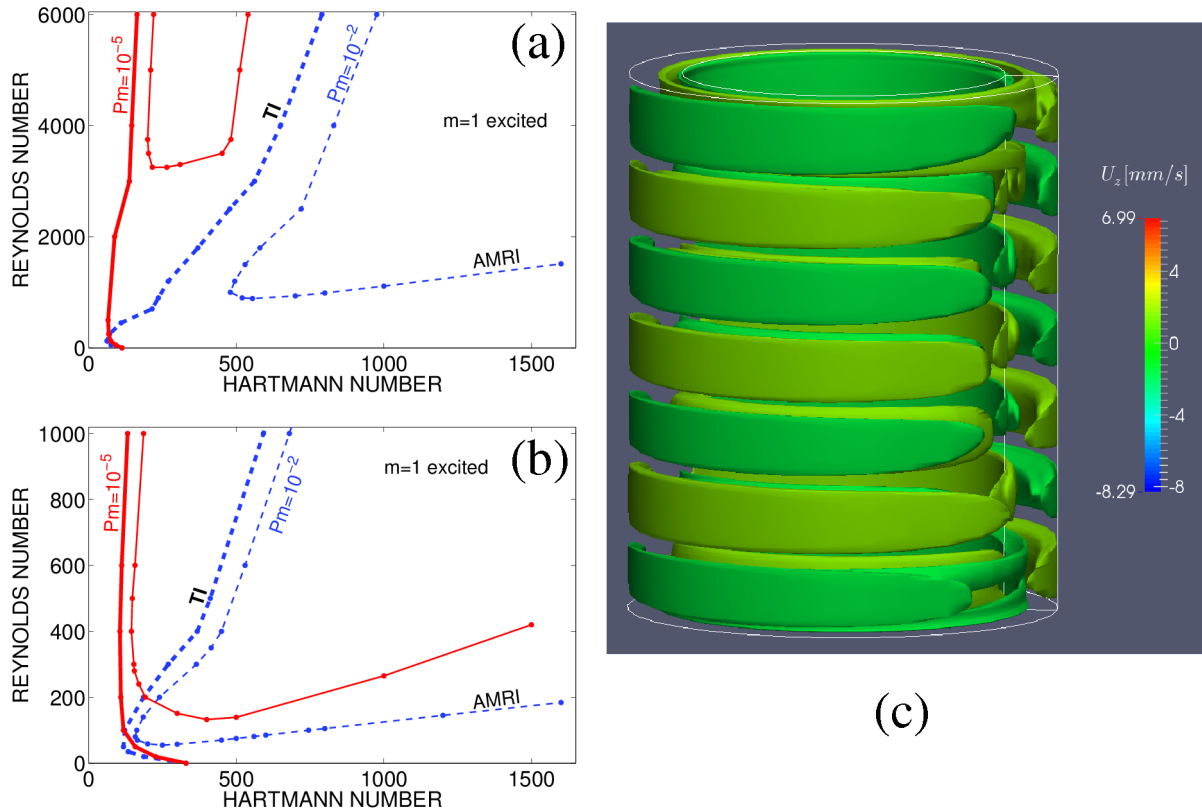 (a)
6000
4000
2000
0
REYNOLDS NUMBER
Pm=10⁻⁵
TI
Pm=10⁻²
m=1 excited
AMRI
0
500
1000
1500
HARTMANN NUMBER
(b)
1000
800
600
400
200
0
REYNOLDS NUMBER
Pm=10⁻⁵
TI
Pm=10⁻²
m=1 excited
AMRI
0
500
1000
1500
HARTMANN NUMBER
U_z[mm/s]
6.99
4
0
-4
-8
-8.29
(c)